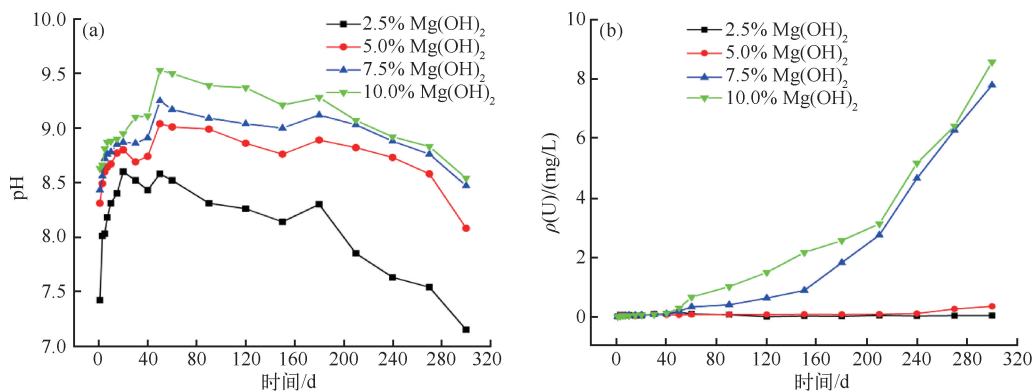 (a)
2.5% Mg(OH)₂
5.0% Mg(OH)₂
7.5% Mg(OH)₂
10.0% Mg(OH)₂
10.0
9.5
9.0
8.5
8.0
7.5
7.0
pH
0 40 80 120 160 200 240 280 320
时间/d
(b)
2.5% Mg(OH)₂
5.0% Mg(OH)₂
7.5% Mg(OH)₂
10.0% Mg(OH)₂
10
8
6
4
2
0
ρ(U)/(mg/L)
0 40 80 120 160 200 240 280 320
时间/d